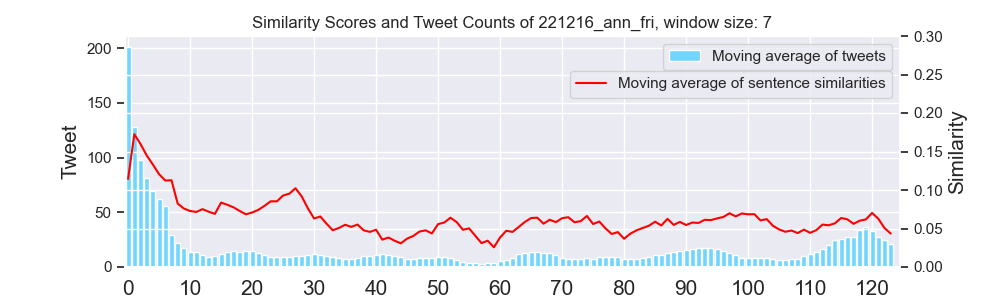 Similarity Scores and Tweet Counts of 221216_ann_fri, window size: 7
Moving average of tweets
Moving average of sentence similarities
Tweet
200
150
100
50
0
0.30
0.25
0.20
0.15
0.10
0.05
0.00
Similarity
0 10 20 30 40 50 60 70 80 90 100 110 120